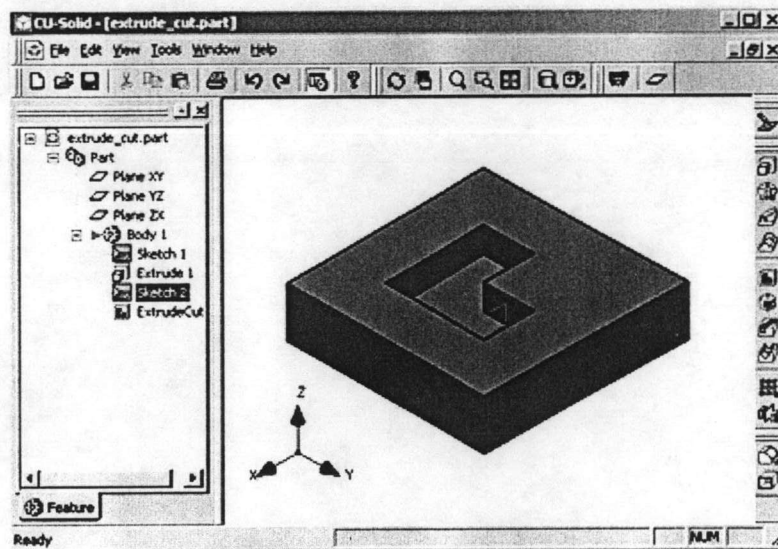 CU-Solid - [extrude_cut.part]
File Edit View Tools Window Help
extrude_cut.part
Part
Plane XY
Plane YZ
Plane ZX
Body 1
Sketch 1
Extrude 1
Sketch 2
ExtrudeCut
Z
X Y
Feature
Ready NUM